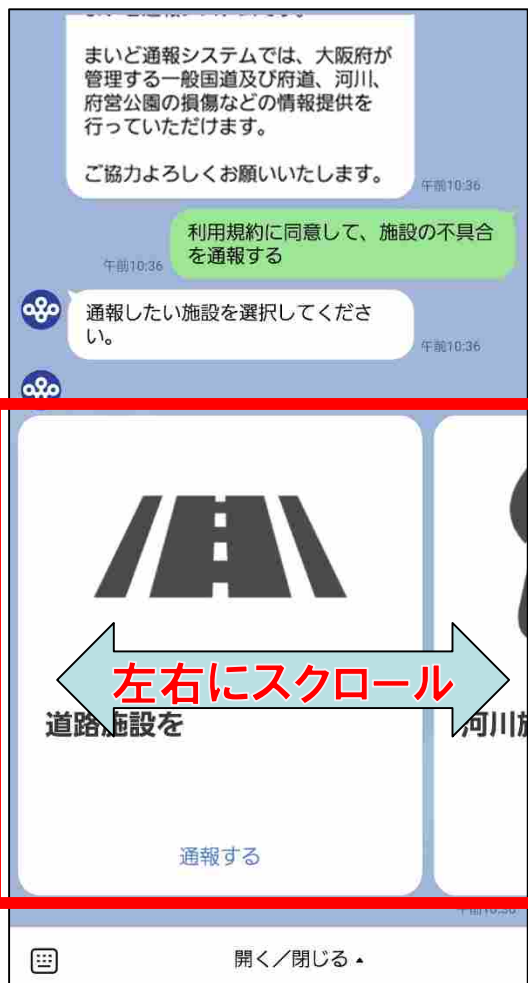 まいど通報システムでは、大阪府が
管理する一般国道及び府道、河川、
府営公園の損傷などの情報提供を
行っていただけます。
ご協力よろしくお願いいたします。
午前10:36
利用規約に同意して、施設の不具合
を通報する
午前10:36
通報したい施設を選択してくださ
い。
午前10:36
左右にスクロール
道路施設を
河川施
通報する
開く／閉じる